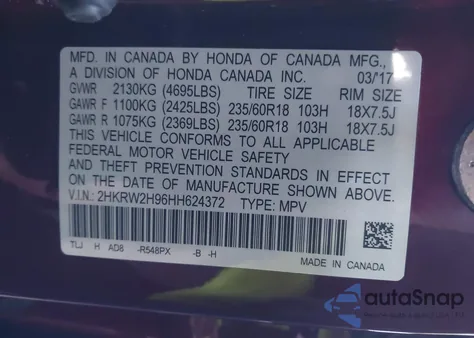 MFD. IN CANADA BY HONDA OF CANADA MFG.,
A DIVISION OF HONDA CANADA INC. 03/'17
GVWR 2130KG (4695LBS) TIRE SIZE RIM SIZE
GAWR F 1100KG (2425LBS) 235/60R18 103H 18X7.5J
GAWR R 1075KG (2369LBS) 235/60R18 103H 18X7.5J
THIS VEHICLE CONFORMS TO ALL APPLICABLE
FEDERAL MOTOR VEHICLE SAFETY
AND THEFT PREVENTION STANDARDS IN EFFECT
ON THE DATE OF MANUFACTURE SHOWN ABOVE.
V.I.N.: 2HKRW2H96HH624372 TYPE: MPV
TLJ H AD8 -R548PX -B -H
MADE IN CANADA
autoSnap